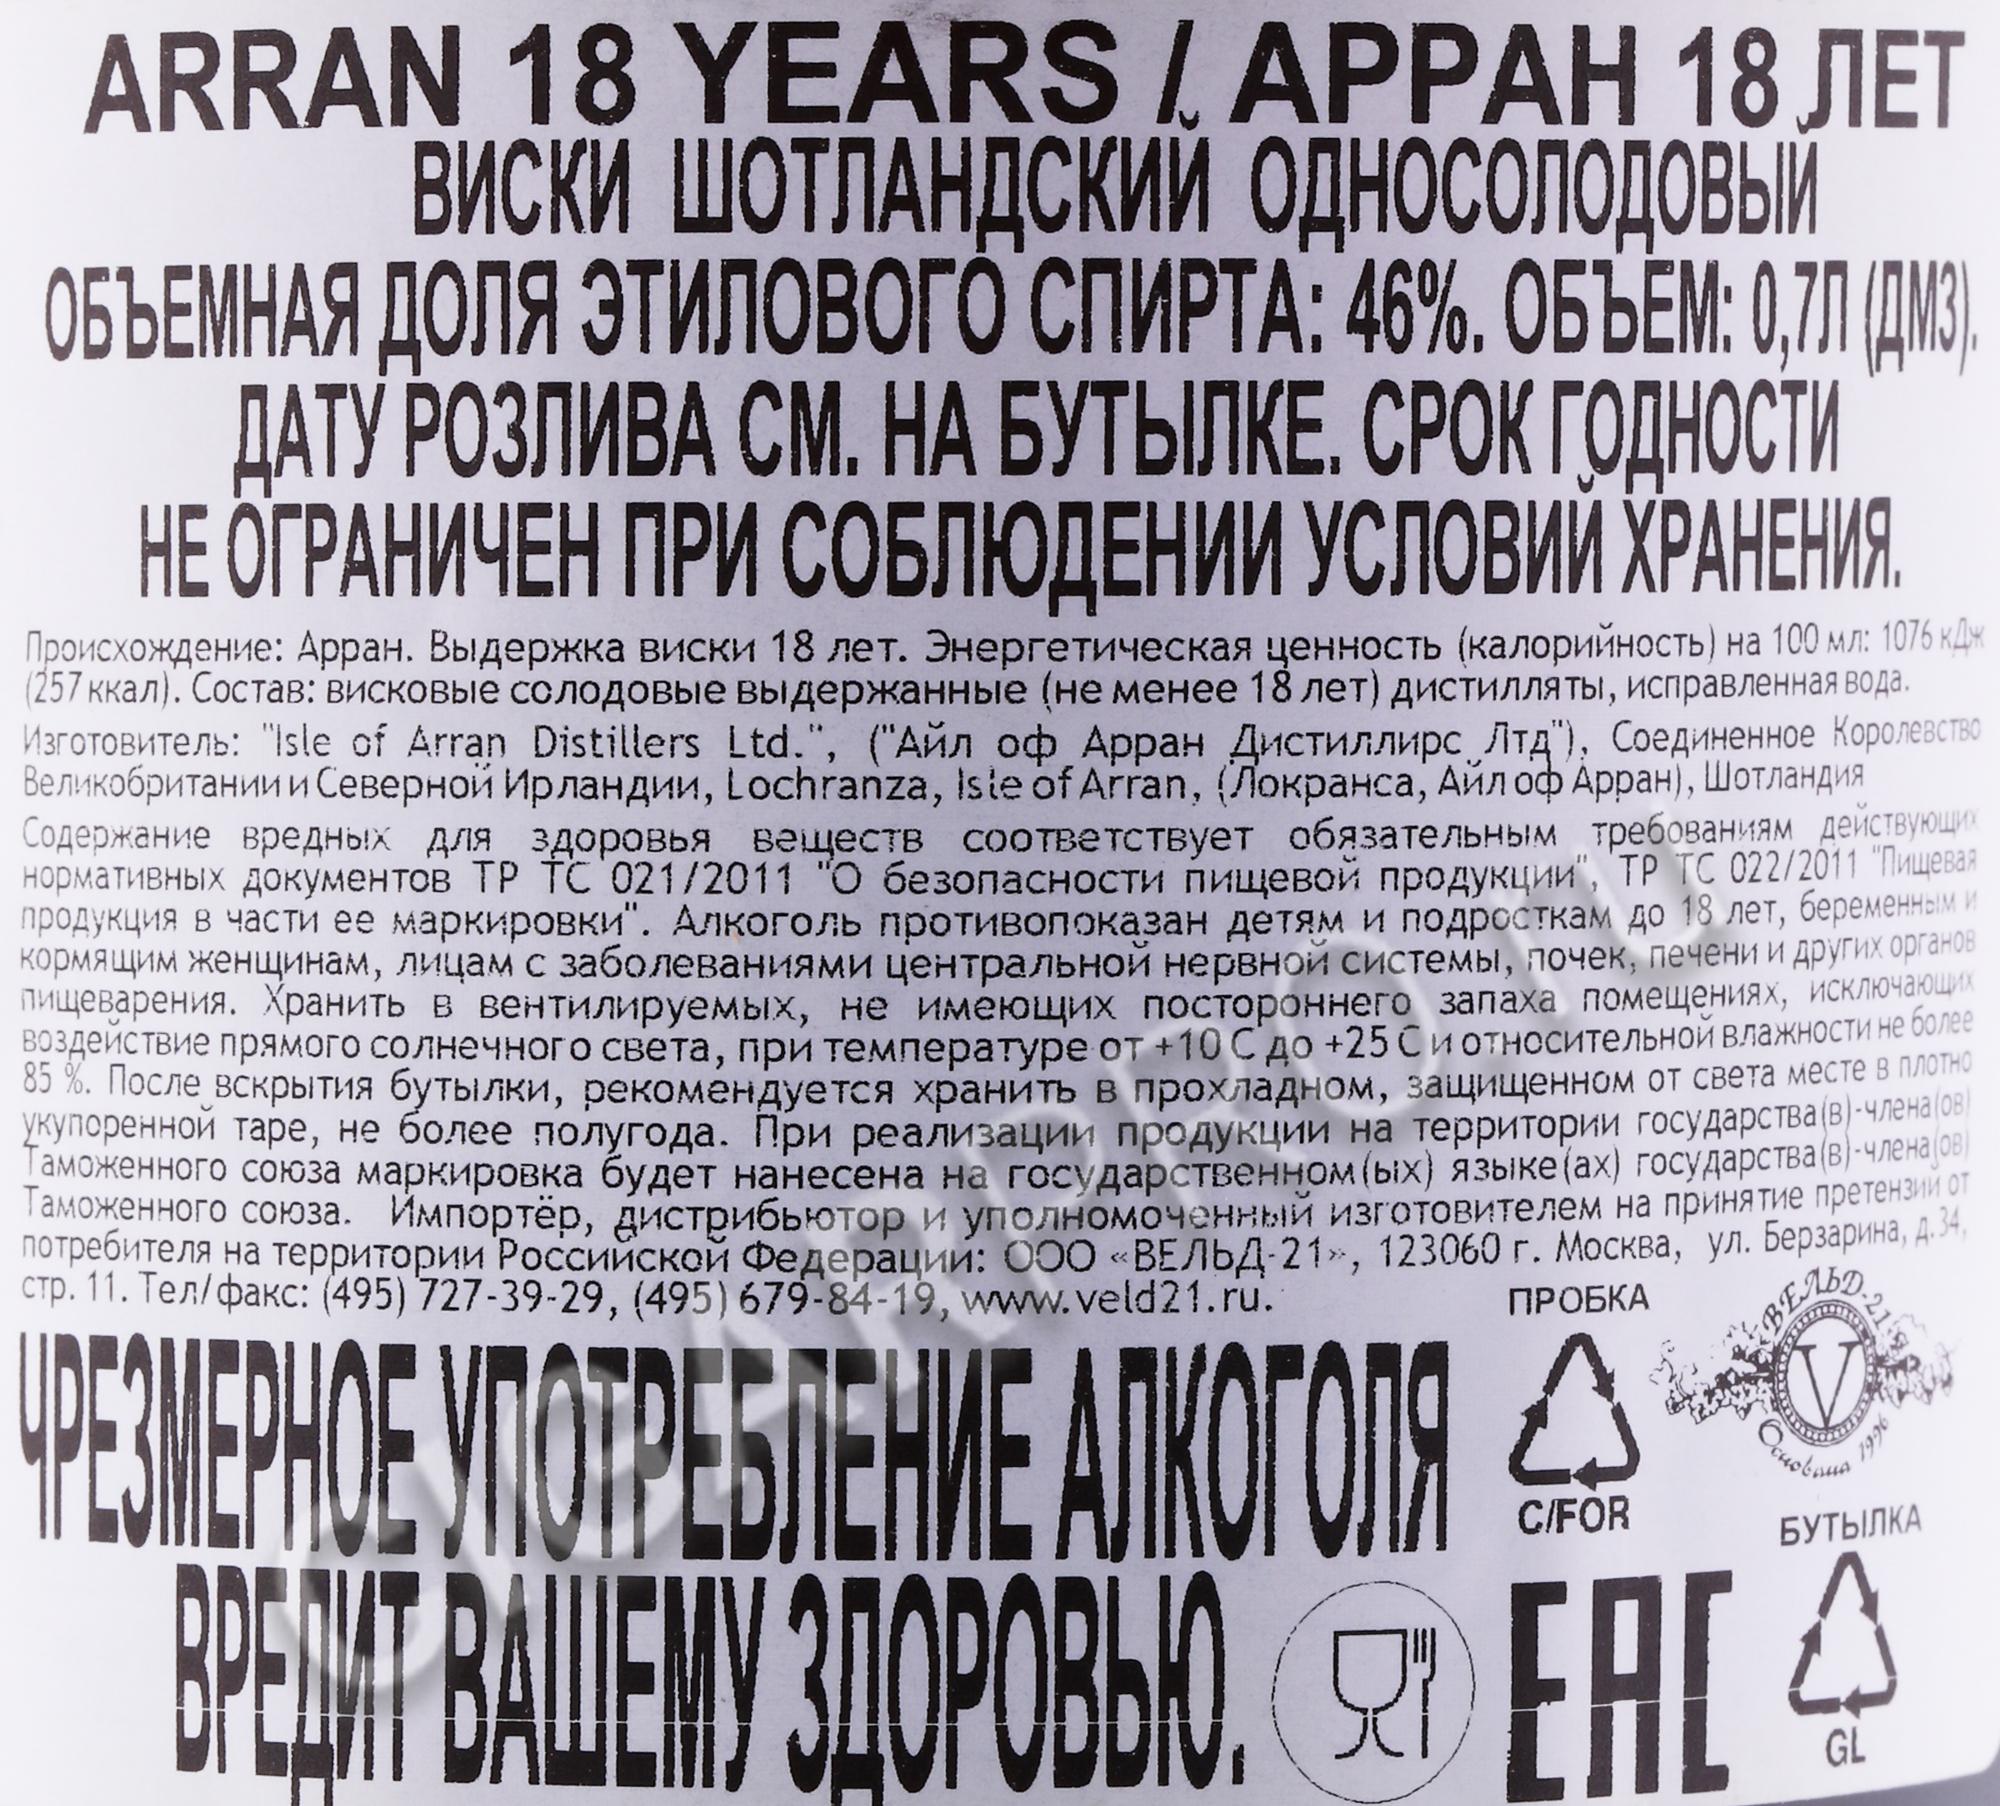 ARRAN 18 YEARS / АРРАН 18 ЛЕТ
ВИСКИ ШОТЛАНДСКИЙ ОДНОСОЛОДОВЫЙ
ОБЪЕМНАЯ ДОЛЯ ЭТИЛОВОГО СПИРТА: 46%. ОБЪЕМ: 0,7Л (ДМ3).
ДАТУ РОЗЛИВА СМ. НА БУТЫЛКЕ. СРОК ГОДНОСТИ
НЕ ОГРАНИЧЕН ПРИ СОБЛЮДЕНИИ УСЛОВИЙ ХРАНЕНИЯ.
Происхождение: Арран. Выдержка виски 18 лет. Энергетическая ценность (калорийность) на 100 мл: 1076 кДж
(257 ккал). Состав: висковые солодовые выдержанные (не менее 18 лет) дистилляты, исправленная вода.
Изготовитель: "Isle of Arran Distillers Ltd.", ("Айл оф Арран Дистиллирс Лтд"), Соединенное Королевство
Великобритании и Северной Ирландии, Lochranza, Isle of Arran, (Локранса, Айл оф Арран), Шотландия
Содержание вредных для здоровья веществ соответствует обязательным требованиям действующих
нормативных документов ТР ТС 021/2011 "О безопасности пищевой продукции", ТР ТС 022/2011 "Пищевая
продукция в части ее маркировки". Алкоголь противопоказан детям и подросткам до 18 лет, беременным и
кормящим женщинам, лицам с заболеваниями центральной нервной системы, почек, печени и других органов
пищеварения. Хранить в вентилируемых, не имеющих постороннего запаха помещениях, исключающих
воздействие прямого солнечного света, при температуре от +10 С до +25 С и относительной влажности не более
85 %. После вскрытия бутылки, рекомендуется хранить в прохладном, защищенном от света месте в плотно
укупоренной таре, не более полугода. При реализации продукции на территории государства(в)-члена(ов)
Таможенного союза маркировка будет нанесена на государственном(ых) языке(ах) государства(в)-члена(ов)
Таможенного союза. Импортёр, дистрибьютор и уполномоченный изготовителем на принятие претензий от
потребителя на территории Российской Федерации: ООО «ВЕЛЬД-21», 123060 г. Москва, ул. Берзарина, д. 34,
стр. 11. Тел/факс: (495) 727-39-29, (495) 679-84-19, www.veld21.ru.
ПРОБКА
ВЕЛЬД-21
V
Основана 1996
C/FOR
ЧРЕЗМЕРНОЕ УПОТРЕБЛЕНИЕ АЛКОГОЛЯ
ВРЕДИТ ВАШЕМУ ЗДОРОВЬЮ.
EAC
БУТЫЛКА
GL
CIGARPRO.ru